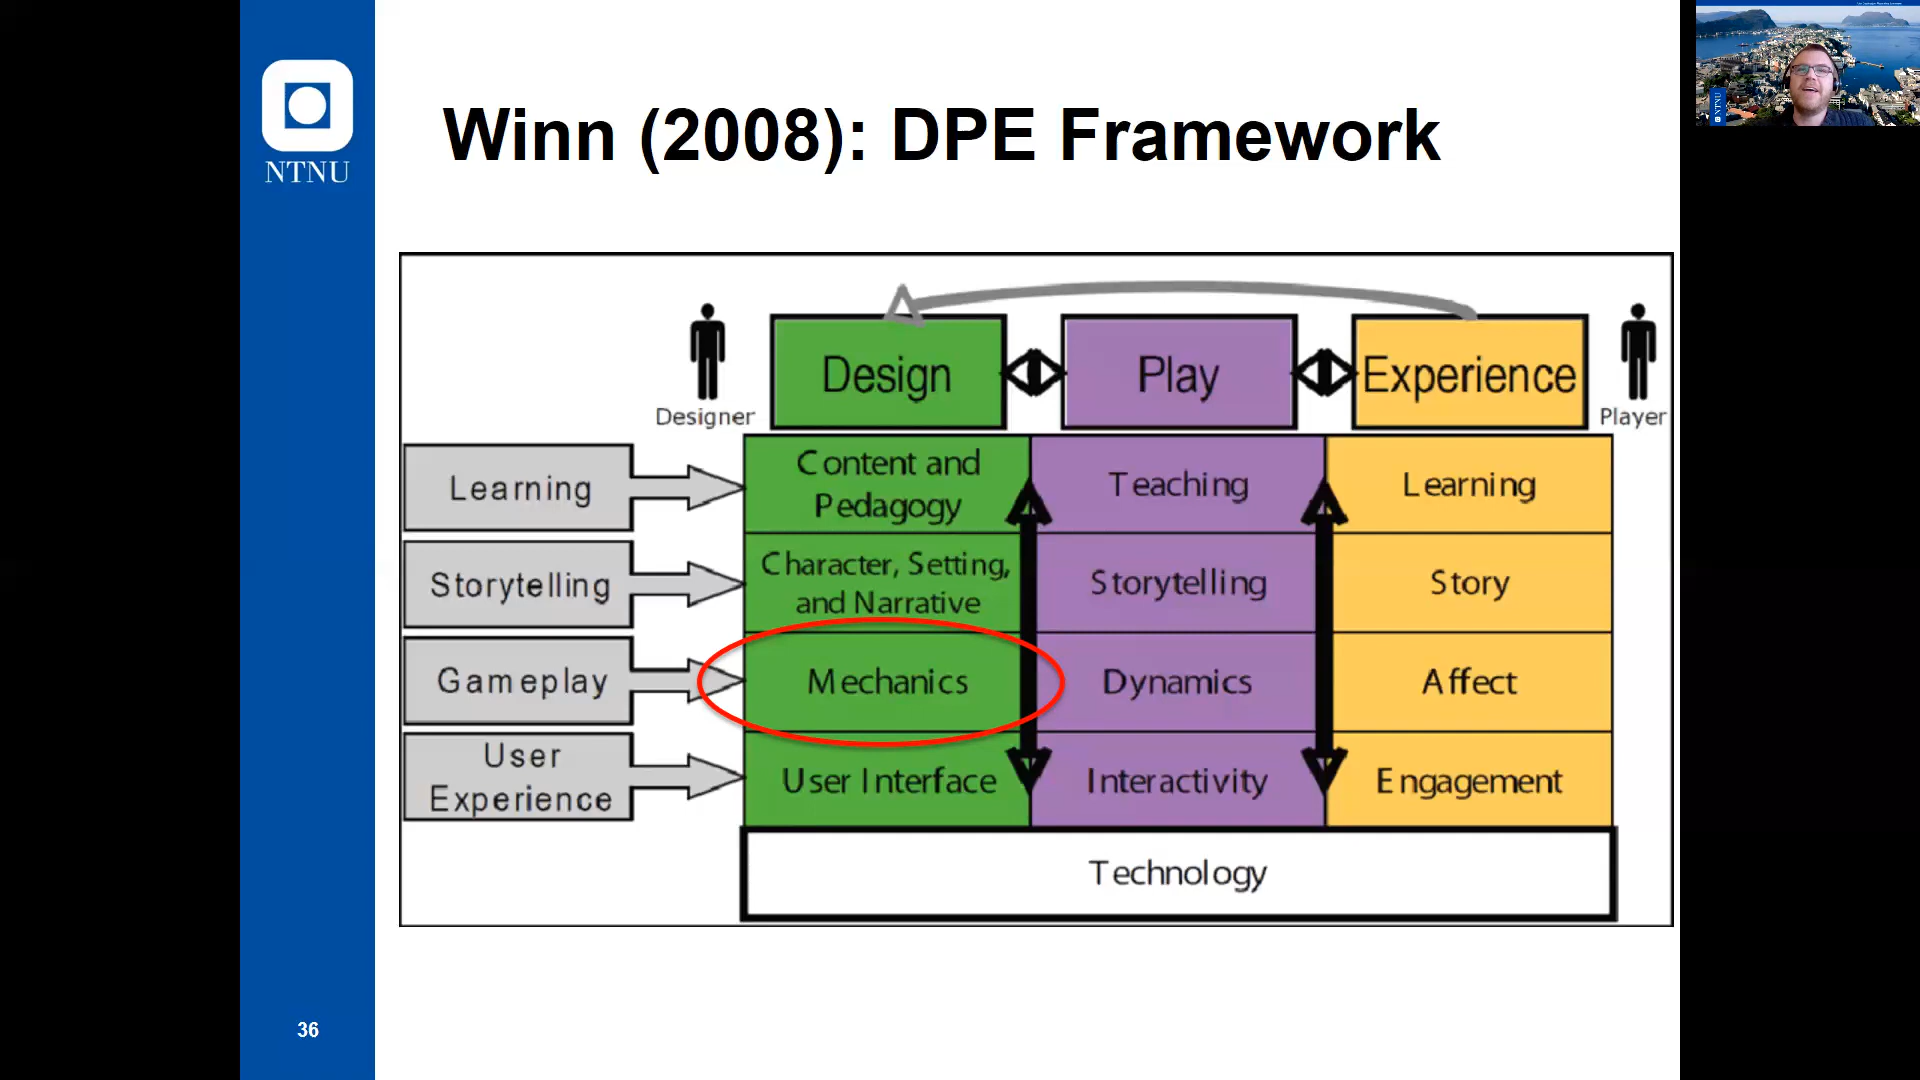 NTNU
Winn (2008): DPE Framework
Design
Play
Experience
Designer
Player
Learning
Content and
Pedagogy
Teaching
Learning
Storytelling
Character, Setting,
and Narrative
Storytelling
Story
Gameplay
Mechanics
Dynamics
Affect
User
Experience
User Interface
Interactivity
Engagement
Technology
36
NTNU